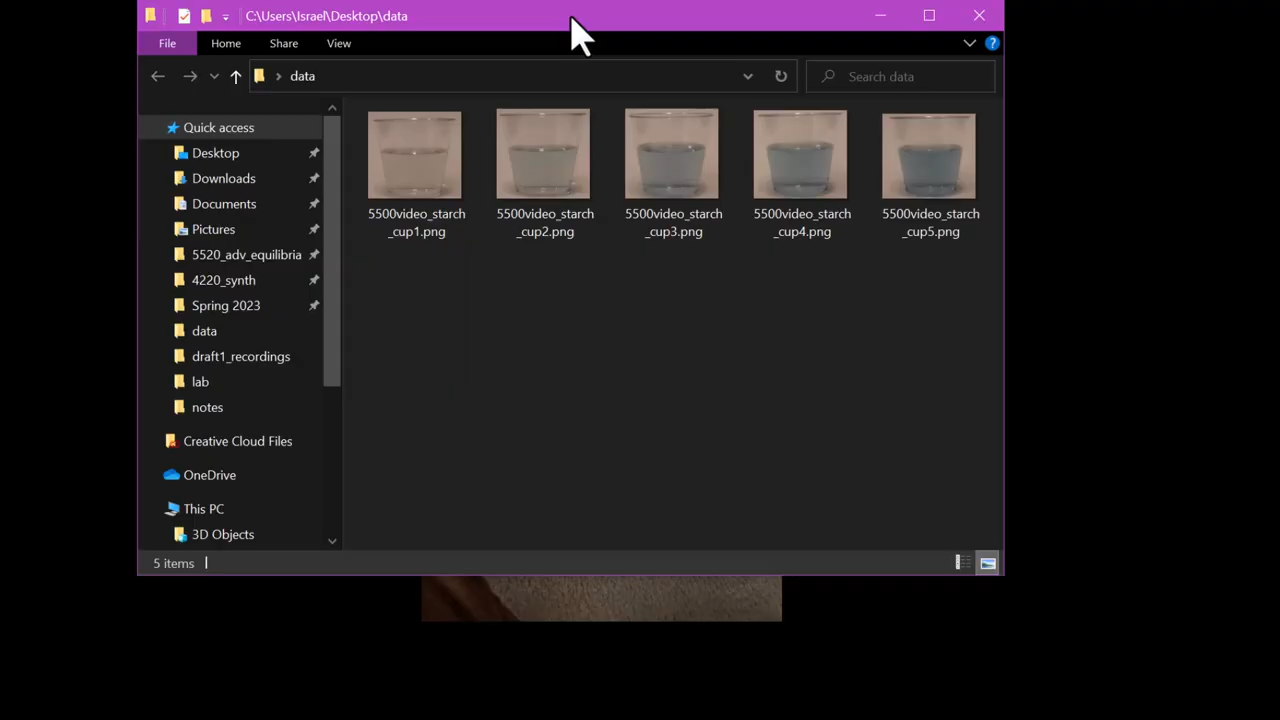 C:\Users\Israel\Desktop\data
File Home Share View
data
Search data
Quick access
Desktop
Downloads
Documents
Pictures
5520_adv_equilibria
4220_synth
Spring 2023
data
draft1_recordings
lab
notes
Creative Cloud Files
OneDrive
This PC
3D Objects
5500video_starch
_cup1.png
5500video_starch
_cup2.png
5500video_starch
_cup3.png
5500video_starch
_cup4.png
5500video_starch
_cup5.png
5 items